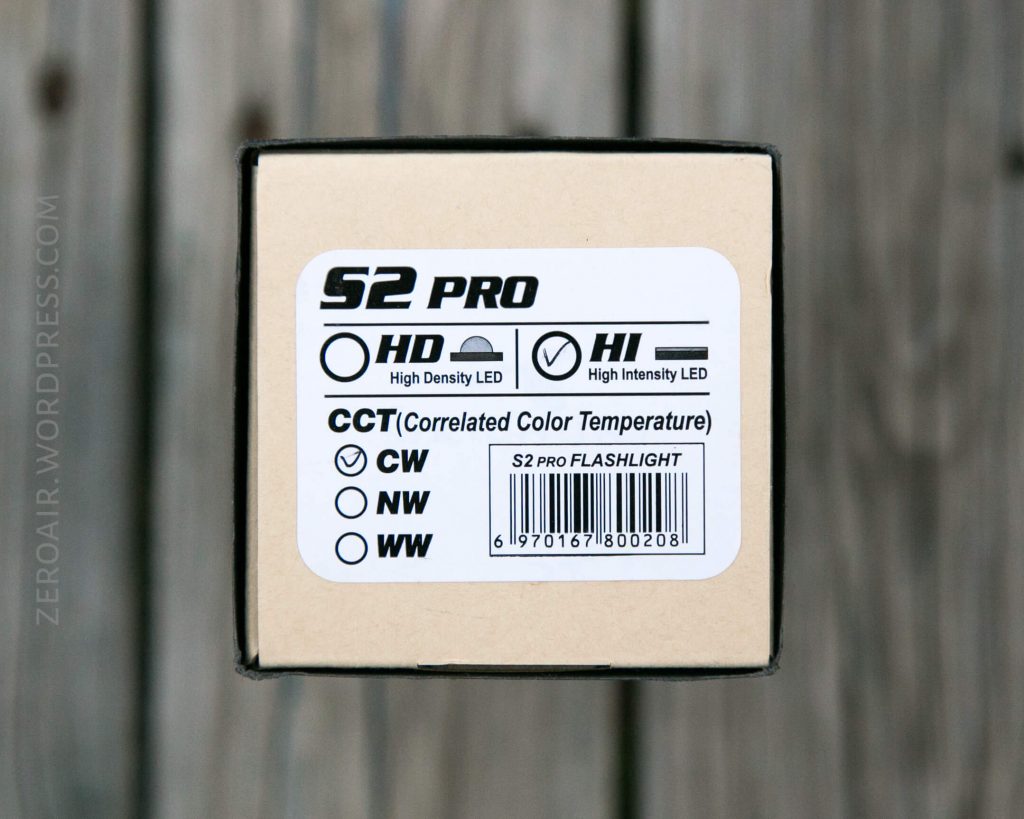 S2 PRO
HD
High Density LED
HI
High Intensity LED
CCT(Correlated Color Temperature)
CW
NW
WW
S2 PRO FLASHLIGHT
6 970167 800208
ZEROAIR.WORDPRESS.COM